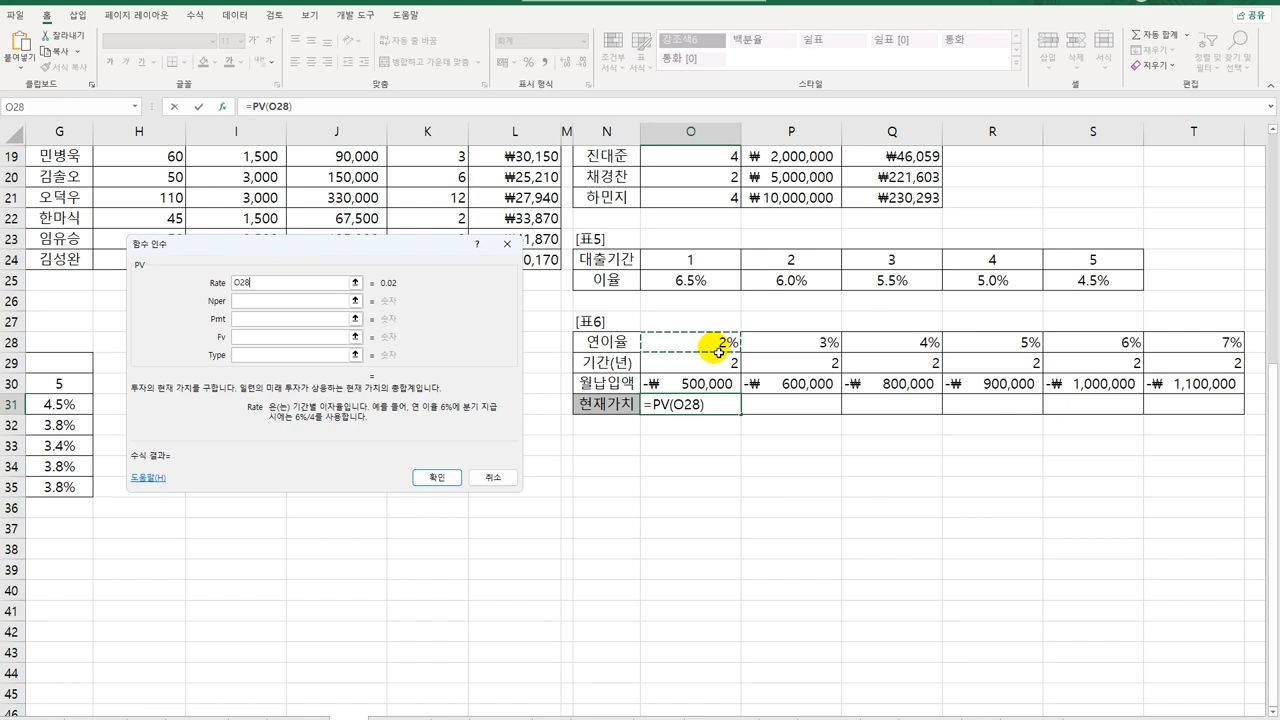 파일 홈 삽입 페이지 레이아웃 수식 데이터 검토 보기 개발 도구 도움말 공유
잘라내기 11 가 가 자동 줄 바꿈 회계 강조색6 백분율 쉼표 쉼표 [0] 통화 자동 합계
붙여넣기 복사 조건부 서식 표 서식 삽입 삭제 서식 채우기 정렬 및 필터 찾기 및 선택
서식 복사 가 가 병합하고 가운데 맞춤 % 통화 [0] 지우기
클립보드 글꼴 맞춤 표시 형식 스타일 셀 편집
O28 fx =PV(O28)
G H I J K L M N O P Q R S T
19 민병욱 60 1,500 90,000 3 ₩30,150 진대준 4 ₩ 2,000,000 ₩46,059
20 김솔오 50 3,000 150,000 6 ₩25,210 채경찬 2 ₩ 5,000,000 ₩221,603
21 오덕우 110 3,000 330,000 4 ₩27,940 하민지 4 ₩ 10,000,000 ₩230,293
22 한마식 45 1,500 67,500 2 ₩33,870
23 임유승 1,870 [표5]
24 김성완 0,170 대출기간 1 2 3 4 5
25 이율 6.5% 6.0% 5.5% 5.0% 4.5%
26
27 [표6]
28 연이율 2% 3% 4% 5% 6% 7%
29 기간(년) 2 2 2 2 2 2
30 5 월납입액 -₩ 500,000 -₩ 600,000 -₩ 800,000 -₩ 900,000 -₩ 1,000,000 -₩ 1,100,000
31 4.5% 현재가치 =PV(O28)
32 3.8%
33 3.4%
34 3.8%
35 3.8%
36
37
38
39
40
41
42
43
44
45
함수 인수 ?
PV
Rate O28 = 0.02
Nper = 숫자
Pmt = 숫자
Fv = 숫자
Type = 숫자
=
투자의 현재 가치를 구합니다. 일련의 미래 투자가 상응하는 현재 가치의 총합계입니다.
Rate 은(는) 기간별 이자율입니다. 예를 들어, 연 이율 6%에 분기 지급
시에는 6%/4를 사용합니다.
수식 결과=
도움말(H) 확인 취소